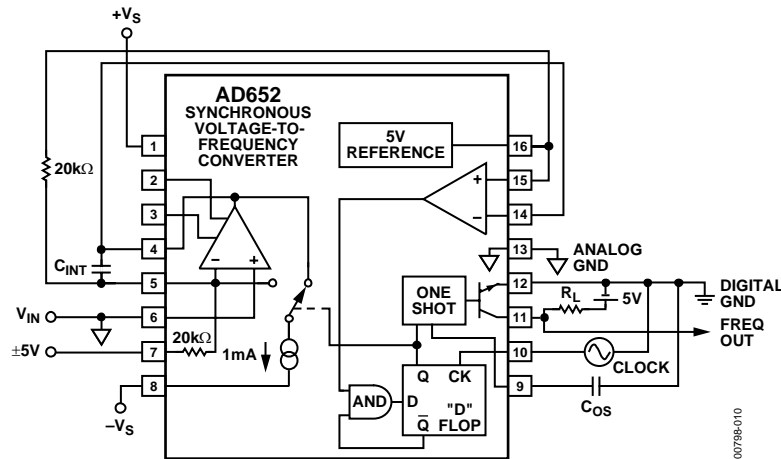 +VS
AD652
SYNCHRONOUS
VOLTAGE-TO-
FREQUENCY
CONVERTER
5V
REFERENCE
20kΩ
1
2
3
4
5
6
7
8
16
15
14
13
12
11
10
9
+
–
–
+
CINT
VIN
±5V
–VS
20kΩ
1mA
ONE
SHOT
AND
D
Q
CK
Q̅
"D"
FLOP
ANALOG
GND
DIGITAL
GND
RL
5V
FREQ
OUT
CLOCK
COS
00798-010